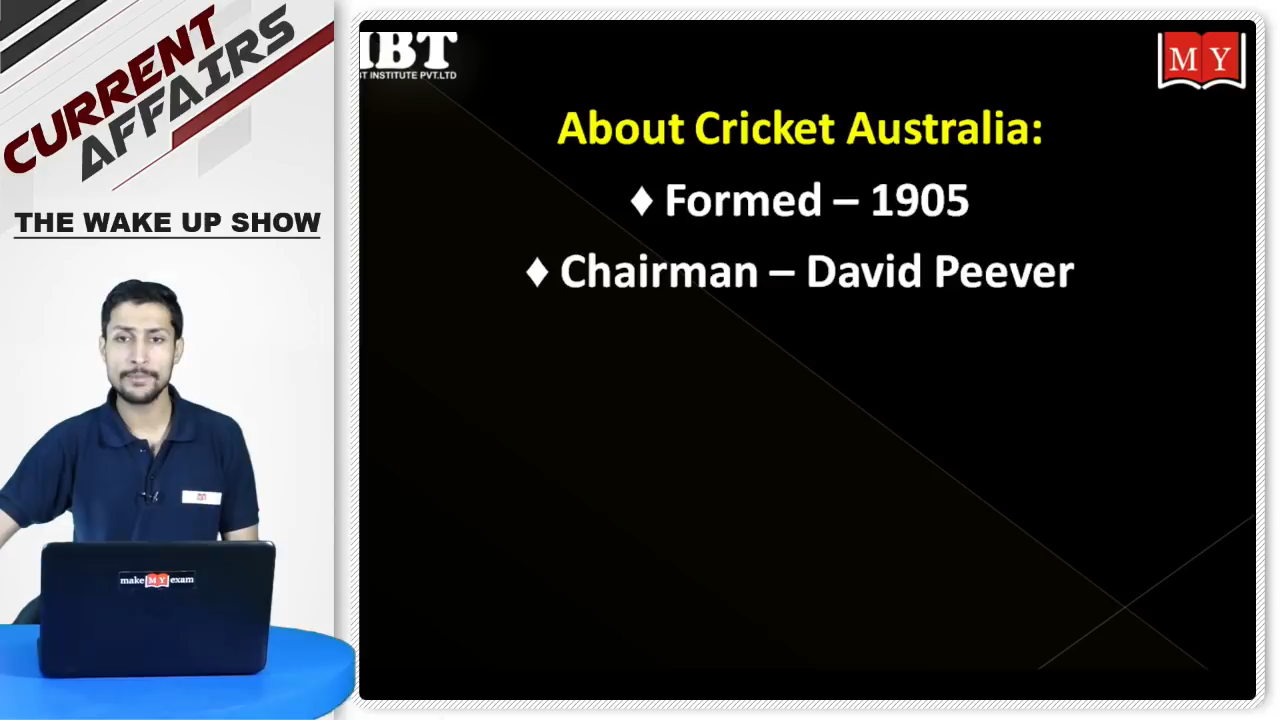 CURRENT
AFFAIRS
THE WAKE UP SHOW
make MY exam
IBT
BT INSTITUTE PVT.LTD
M Y
About Cricket Australia:
♦ Formed – 1905
♦ Chairman – David Peever